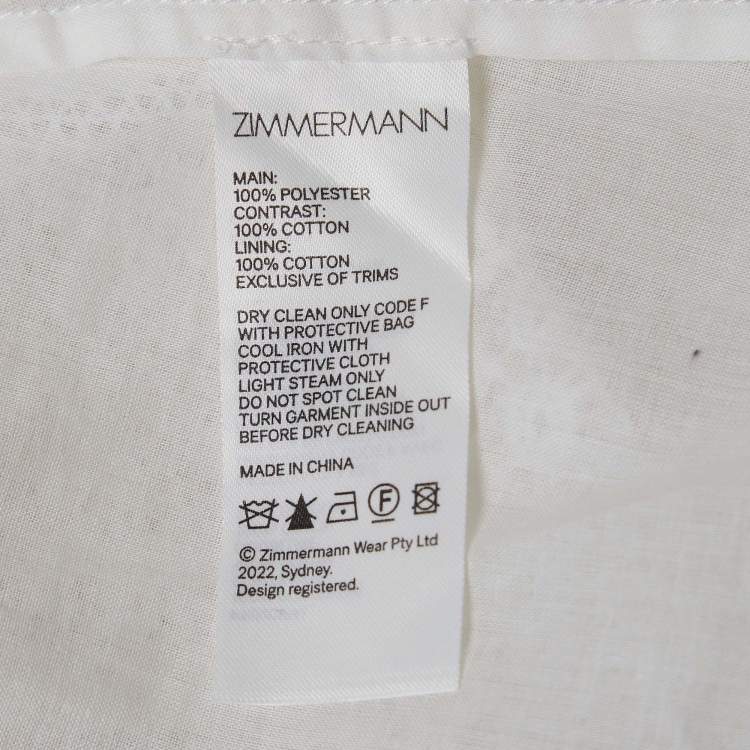 ZIMMERMANN
MAIN:
100% POLYESTER
CONTRAST:
100% COTTON
LINING:
100% COTTON
EXCLUSIVE OF TRIMS
DRY CLEAN ONLY CODE F
WITH PROTECTIVE BAG
COOL IRON WITH
PROTECTIVE CLOTH
LIGHT STEAM ONLY
DO NOT SPOT CLEAN
TURN GARMENT INSIDE OUT
BEFORE DRY CLEANING
MADE IN CHINA
F
© Zimmermann Wear Pty Ltd
2022, Sydney.
Design registered.